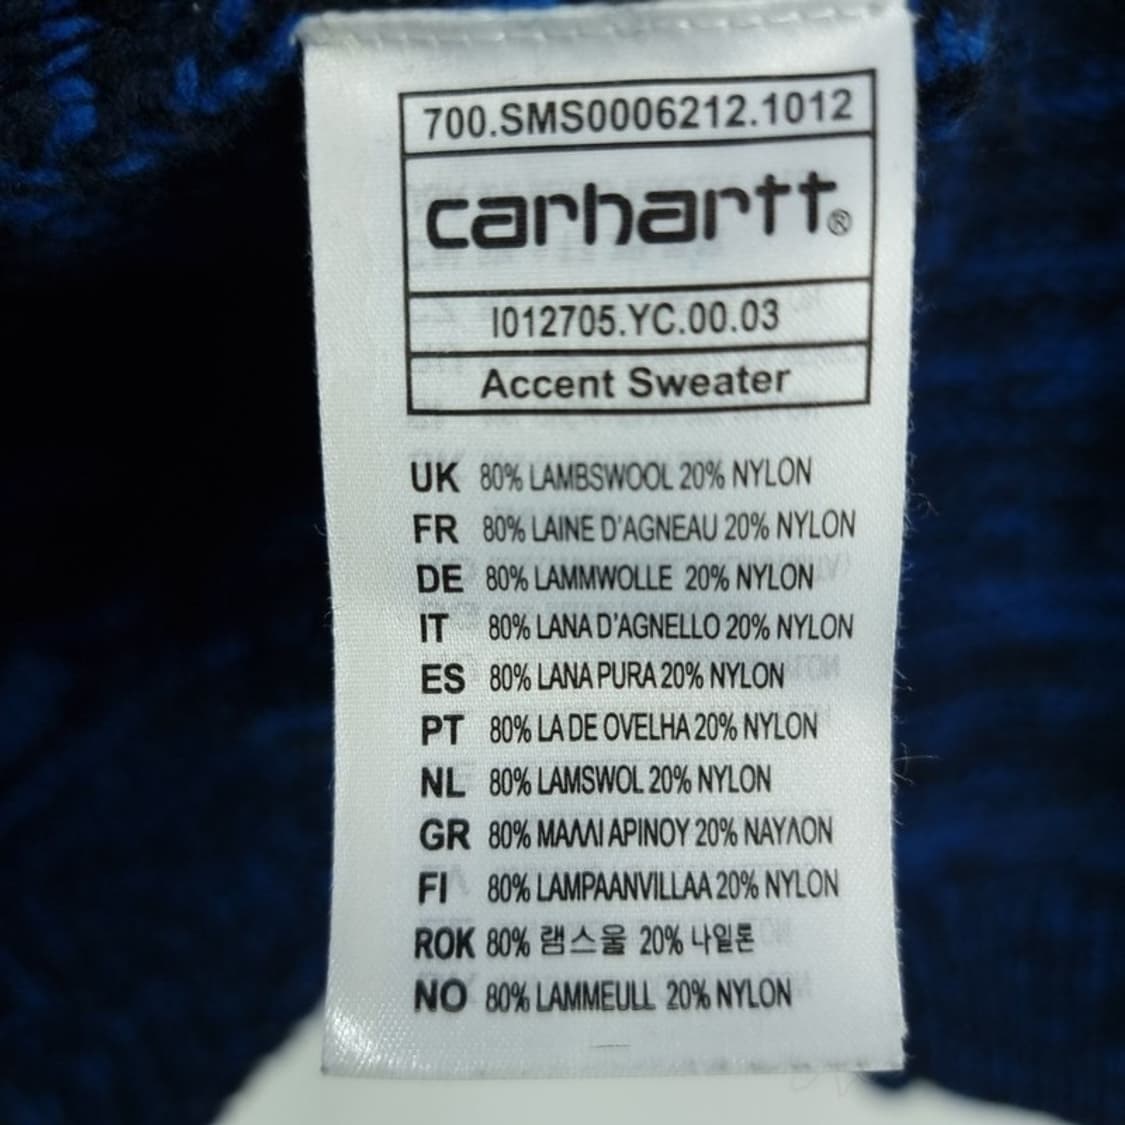 700.SMS0006212.1012
carhartt®
I012705.YC.00.03
Accent Sweater
UK 80% LAMBSWOOL 20% NYLON
FR 80% LAINE D'AGNEAU 20% NYLON
DE 80% LAMMWOLLE 20% NYLON
IT 80% LANA D'AGNELLO 20% NYLON
ES 80% LANA PURA 20% NYLON
PT 80% LA DE OVELHA 20% NYLON
NL 80% LAMSWOL 20% NYLON
GR 80% ΜΑΛΛΙ ΑΡΙΝΟΥ 20% ΝΑΥΛΟΝ
FI 80% LAMPAANVILLAA 20% NYLON
ROK 80% 램스울 20% 나일론
NO 80% LAMMEULL 20% NYLON